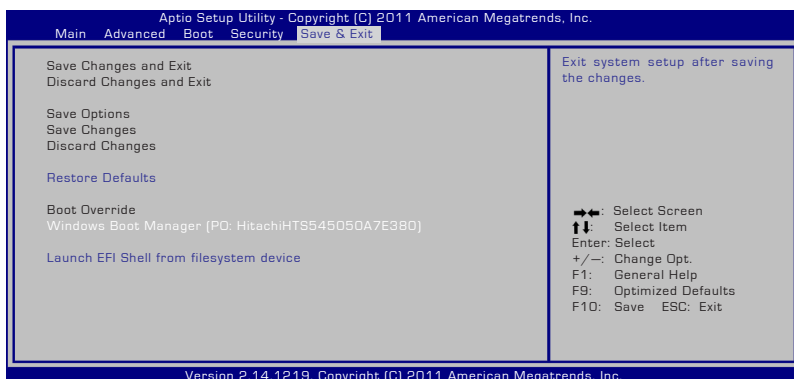 Aptio Setup Utility - Copyright (C) 2011 American Megatrends, Inc.
Main Advanced Boot Security Save & Exit
Save Changes and Exit
Discard Changes and Exit
Save Options
Save Changes
Discard Changes
Restore Defaults
Boot Override
Windows Boot Manager (PO: HitachiHTS545050A7E380)
Launch EFI Shell from filesystem device
Exit system setup after saving
the changes.
→←: Select Screen
↑↓: Select Item
Enter: Select
+/—: Change Opt.
F1: General Help
F9: Optimized Defaults
F10: Save ESC: Exit
Version 2.14.1219. Copyright (C) 2011 American Megatrends, Inc.